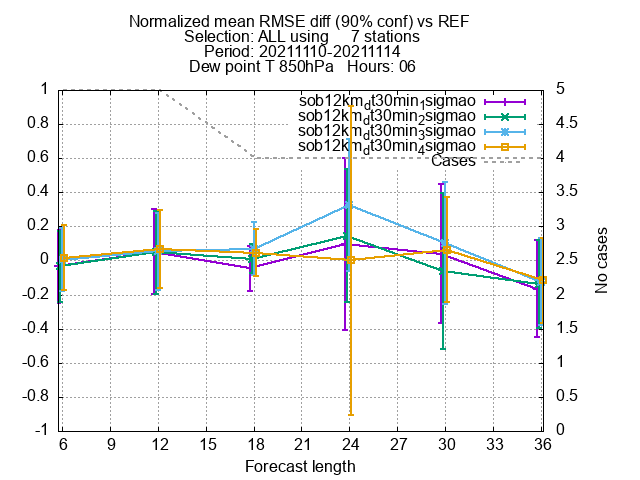 Normalized mean RMSE diff (90% conf) vs REF
Selection: ALL using     7 stations
Period: 20211110-20211114
Dew point T 850hPa   Hours: 06
sob12km_dt30min_1sigmao
sob12km_dt30min_2sigmao
sob12km_dt30min_3sigmao
sob12km_dt30min_4sigmao
Cases
1
0.8
0.6
0.4
0.2
0
-0.2
-0.4
-0.6
-0.8
-1
5
4.5
4
3.5
3
2.5
2
1.5
1
0.5
0
No cases
6 9 12 15 18 21 24 27 30 33 36
Forecast length